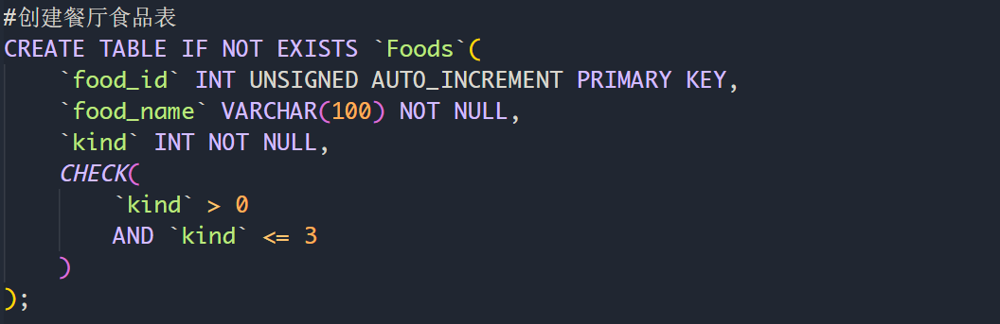 #创建餐厅食品表
CREATE TABLE IF NOT EXISTS `Foods`(
    `food_id` INT UNSIGNED AUTO_INCREMENT PRIMARY KEY,
    `food_name` VARCHAR(100) NOT NULL,
    `kind` INT NOT NULL,
    CHECK(
        `kind` > 0
        AND `kind` <= 3
    )
);